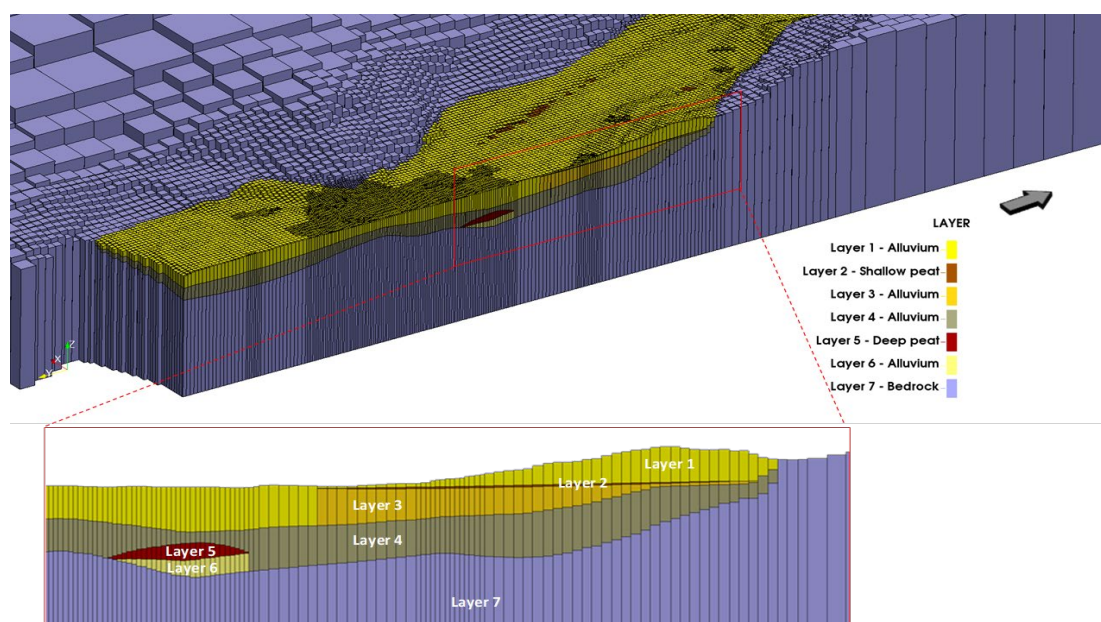 LAYER
Layer 1 - Alluvium
Layer 2 - Shallow peat
Layer 3 - Alluvium
Layer 4 - Alluvium
Layer 5 - Deep peat
Layer 6 - Alluvium
Layer 7 - Bedrock
Z
X
Y
Layer 1
Layer 2
Layer 3
Layer 4
Layer 5
Layer 6
Layer 7